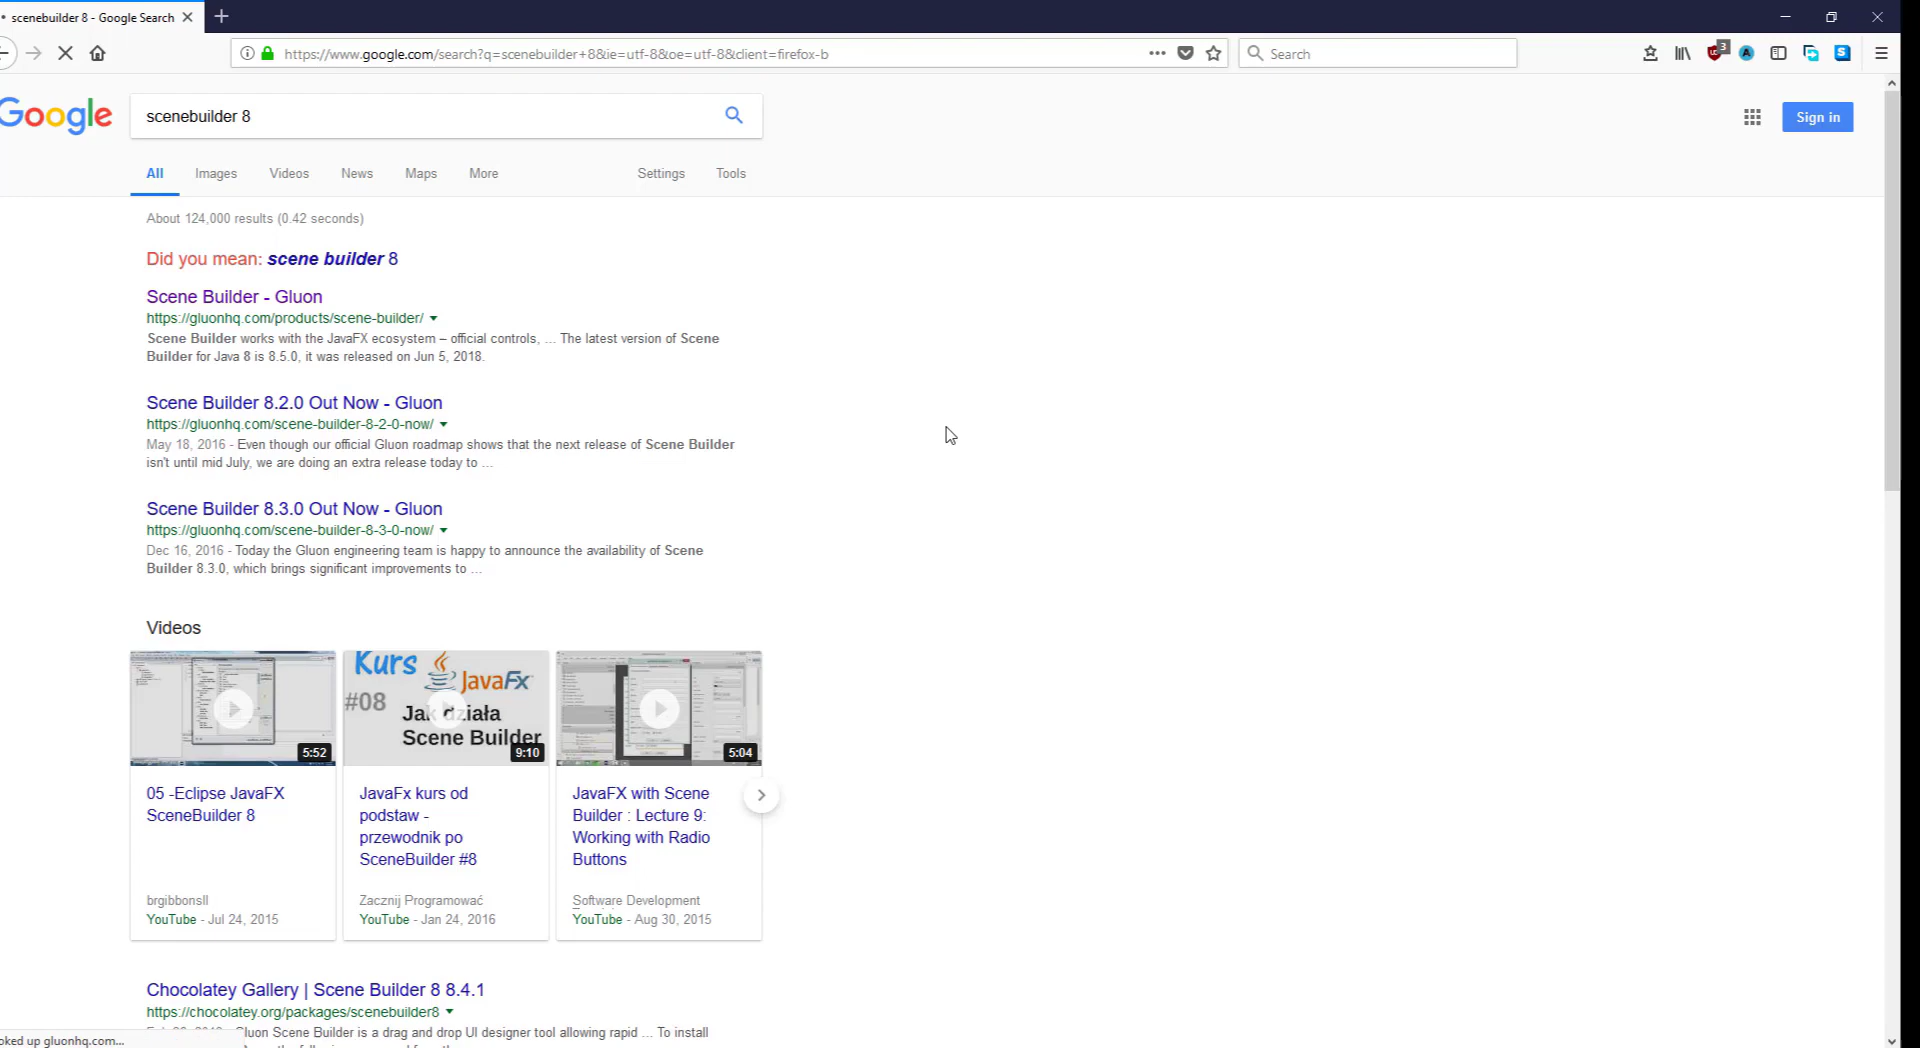 scenebuilder 8 - Google Search
https://www.google.com/search?q=scenebuilder+8&ie=utf-8&oe=utf-8&client=firefox-b
Search
3
Google
scenebuilder 8
Sign in
All
Images
Videos
News
Maps
More
Settings
Tools
About 124,000 results (0.42 seconds)
Did you mean: scene builder 8
Scene Builder - Gluon
https://gluonhq.com/products/scene-builder/
Scene Builder works with the JavaFX ecosystem – official controls, ... The latest version of Scene
Builder for Java 8 is 8.5.0, it was released on Jun 5, 2018.
Scene Builder 8.2.0 Out Now - Gluon
https://gluonhq.com/scene-builder-8-2-0-now/
May 18, 2016 - Even though our official Gluon roadmap shows that the next release of Scene Builder
isn't until mid July, we are doing an extra release today to ...
Scene Builder 8.3.0 Out Now - Gluon
https://gluonhq.com/scene-builder-8-3-0-now/
Dec 16, 2016 - Today the Gluon engineering team is happy to announce the availability of Scene
Builder 8.3.0, which brings significant improvements to ...
Videos
5:52
Kurs
JavaFx
#08
Jak działa
Scene Builder
9:10
5:04
05 -Eclipse JavaFX
SceneBuilder 8
brgibbonsII
YouTube - Jul 24, 2015
JavaFx kurs od
podstaw -
przewodnik po
SceneBuilder #8
Zacznij Programować
YouTube - Jan 24, 2016
JavaFX with Scene
Builder : Lecture 9:
Working with Radio
Buttons
Software Development
YouTube - Aug 30, 2015
Chocolatey Gallery | Scene Builder 8 8.4.1
https://chocolatey.org/packages/scenebuilder8
Gluon Scene Builder is a drag and drop UI designer tool allowing rapid ... To install
oked up gluonhq.com...